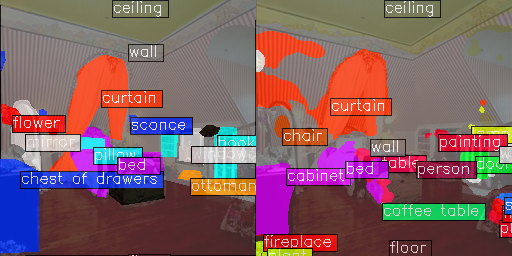 ceiling
wall
curtain
flower
sconce
mirror
pillow
bed
chest of drawers
ottoman
ceiling
curtain
chair
wall
painting
table
cabinet
bed
person
coffee table
fireplace
floor